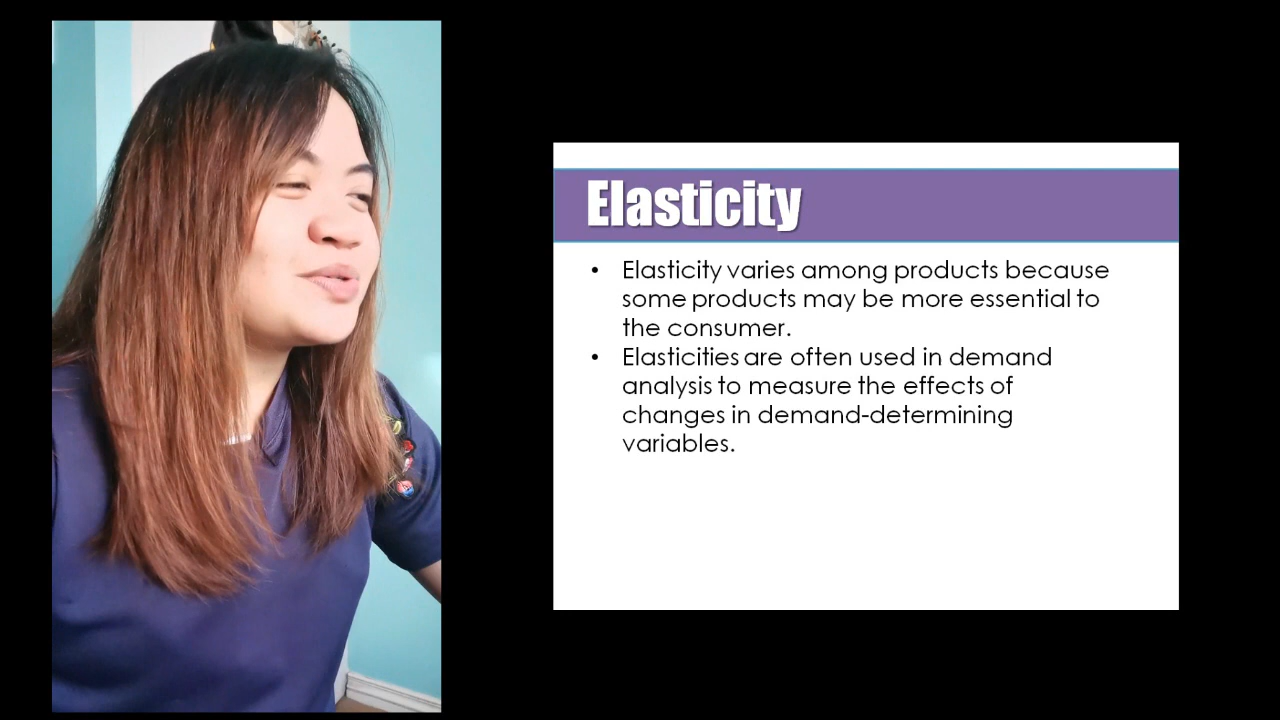 Elasticity
• Elasticity varies among products because
some products may be more essential to
the consumer.
• Elasticities are often used in demand
analysis to measure the effects of
changes in demand-determining
variables.